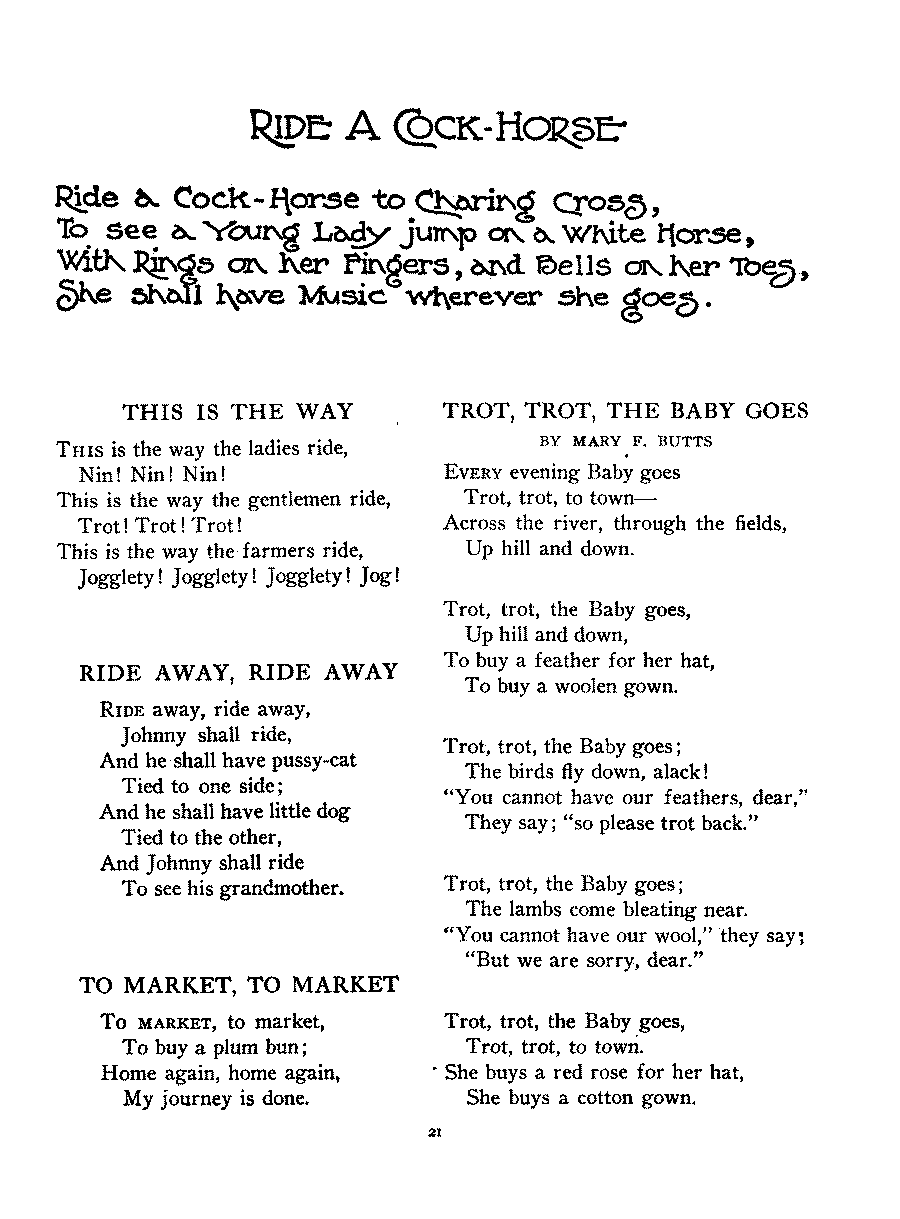 RIDE A COCK-HORSE
Ride a Cock-Horse to Charing Cross,
To see a Young Lady jump on a White Horse,
With Rings on her Fingers, and Bells on her Toes,
She shall have Music wherever she goes.
THIS IS THE WAY
THIS is the way the ladies ride,
Nin! Nin! Nin!
This is the way the gentlemen ride,
Trot! Trot! Trot!
This is the way the farmers ride,
Jogglety! Jogglety! Jogglety! Jog!
RIDE AWAY, RIDE AWAY
RIDE away, ride away,
Johnny shall ride,
And he shall have pussy-cat
Tied to one side;
And he shall have little dog
Tied to the other,
And Johnny shall ride
To see his grandmother.
TO MARKET, TO MARKET
TO MARKET, to market,
To buy a plum bun;
Home again, home again,
My journey is done.
TROT, TROT, THE BABY GOES
BY MARY F. BUTTS
EVERY evening Baby goes
Trot, trot, to town—
Across the river, through the fields,
Up hill and down.
Trot, trot, the Baby goes,
Up hill and down,
To buy a feather for her hat,
To buy a woolen gown.
Trot, trot, the Baby goes;
The birds fly down, alack!
"You cannot have our feathers, dear,"
They say; "so please trot back."
Trot, trot, the Baby goes;
The lambs come bleating near.
"You cannot have our wool," they say;
"But we are sorry, dear."
Trot, trot, the Baby goes,
Trot, trot, to town.
She buys a red rose for her hat,
She buys a cotton gown.
21